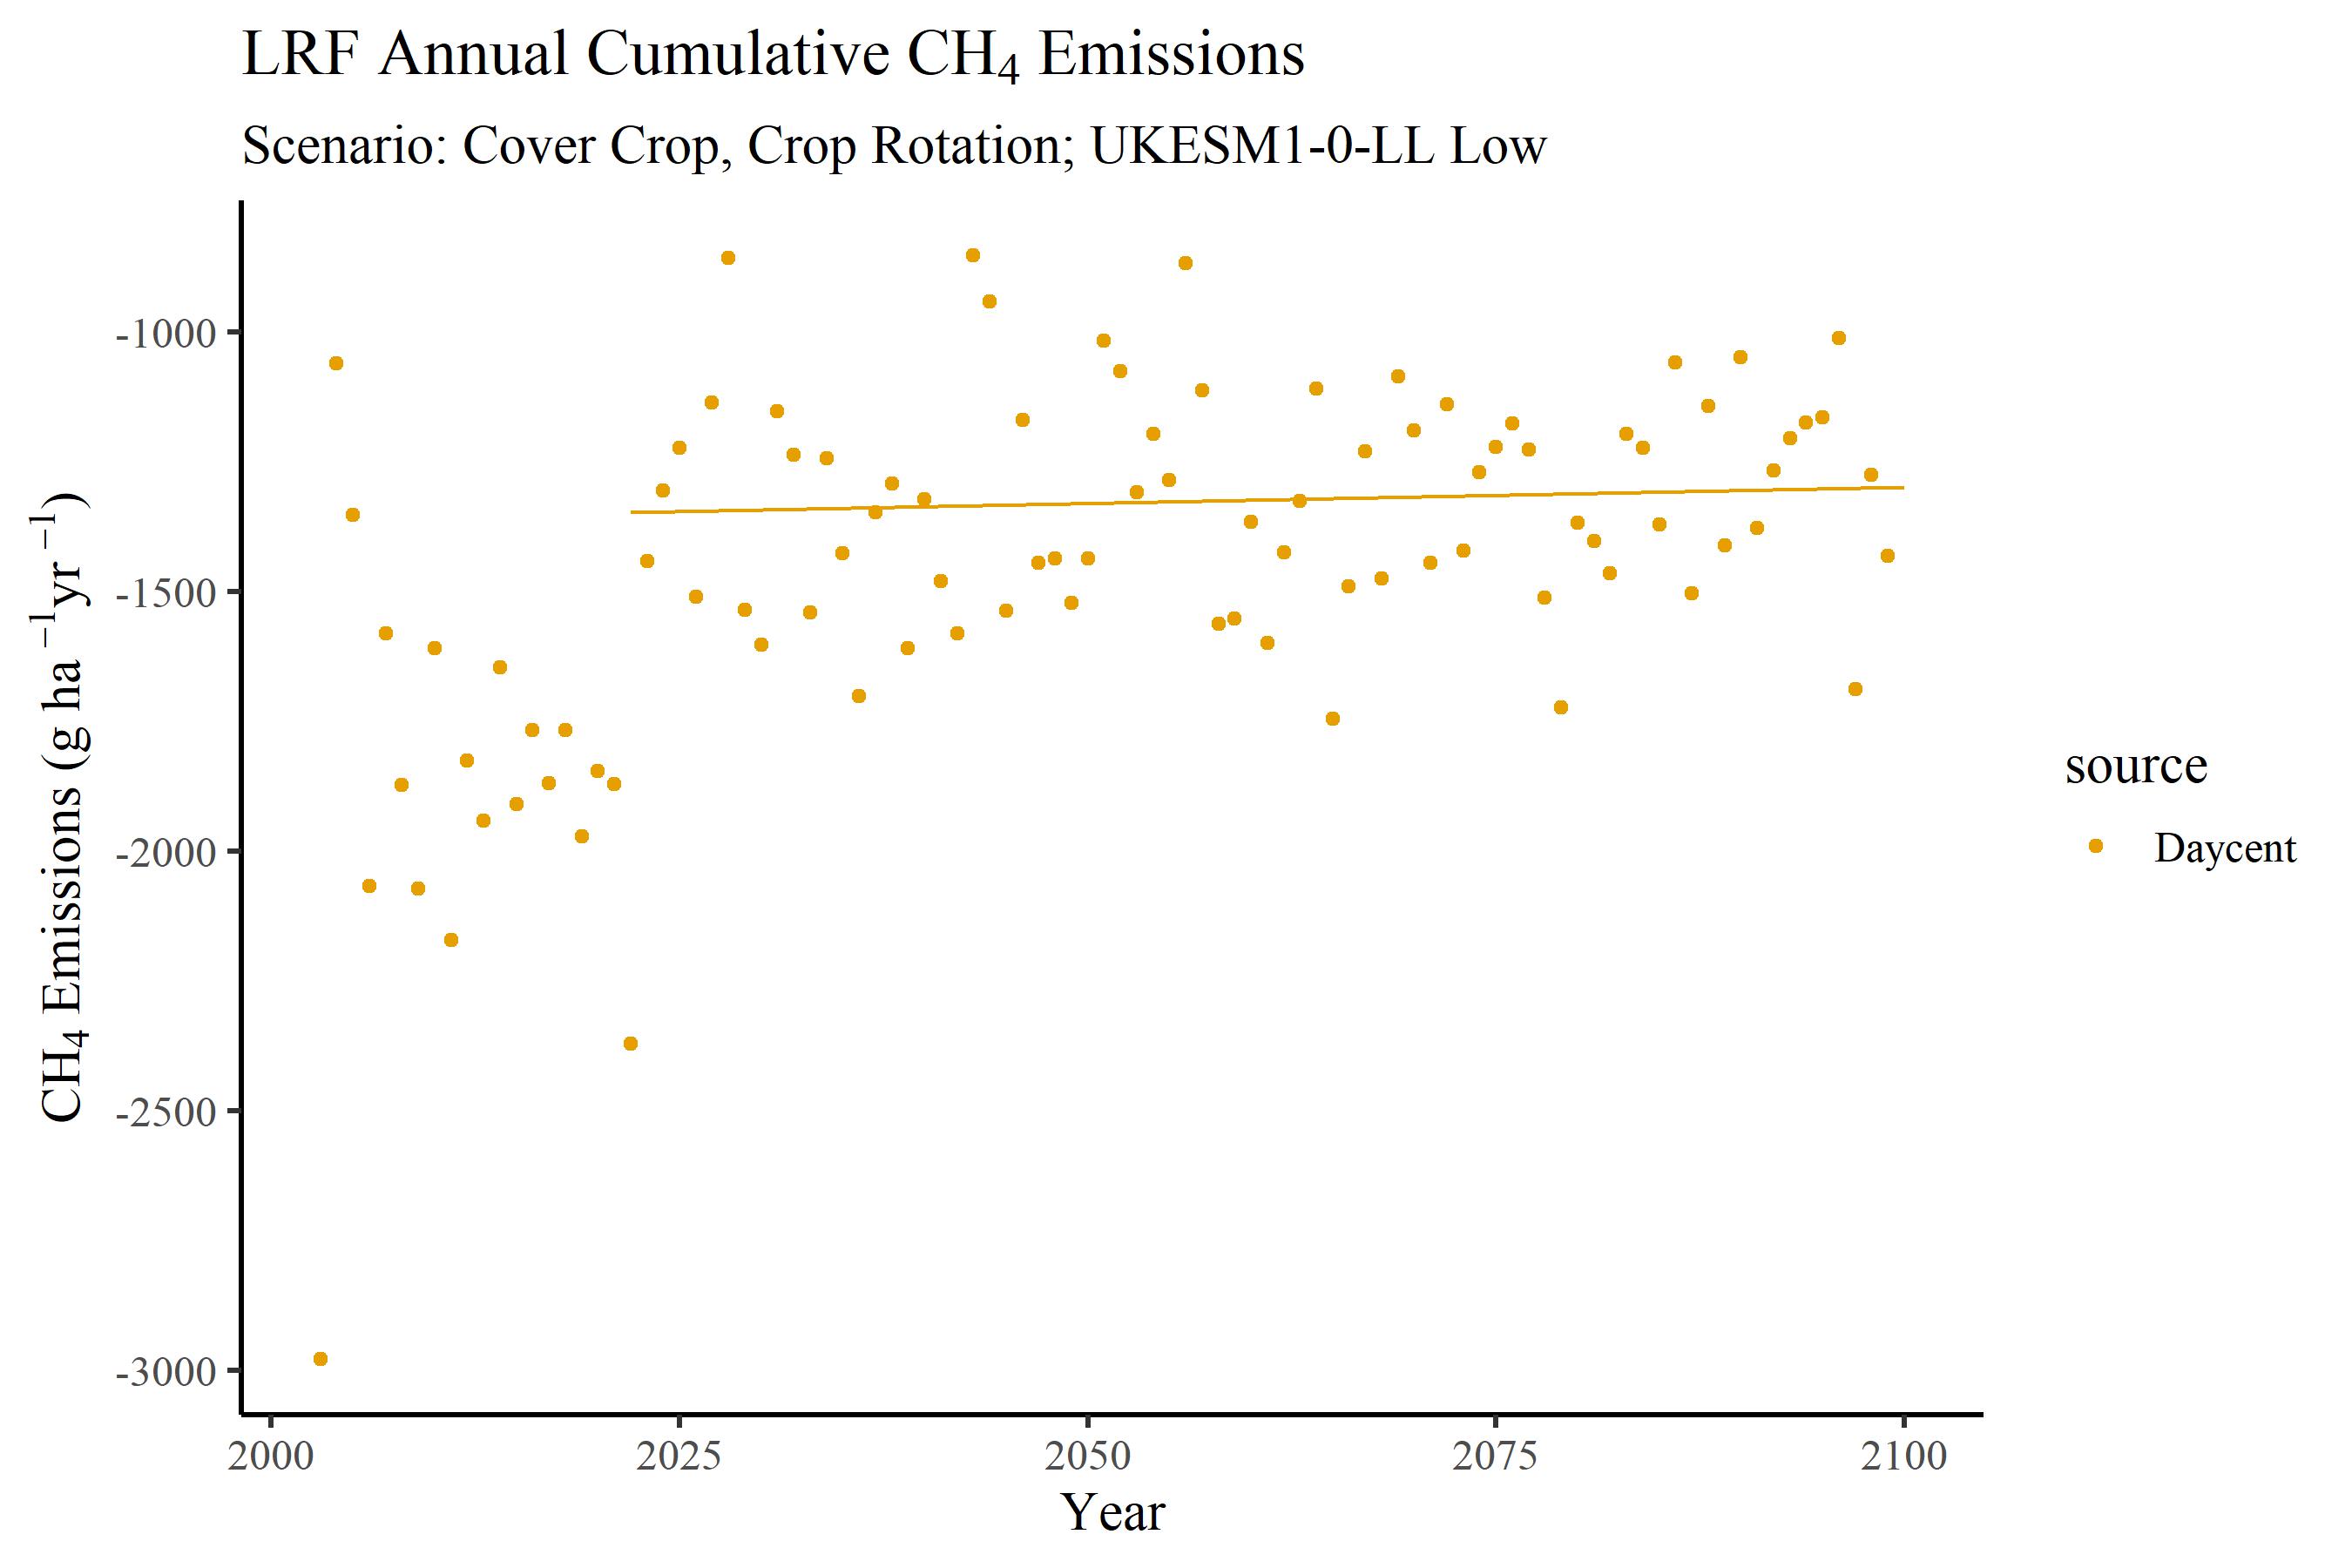 LRF Annual Cumulative CH₄ Emissions
Scenario: Cover Crop, Crop Rotation; UKESM1-0-LL Low
CH₄ Emissions (g ha ⁻¹yr ⁻¹)
-1000
-1500
-2000
-2500
-3000
2000 2025 2050 2075 2100
Year
source
Daycent